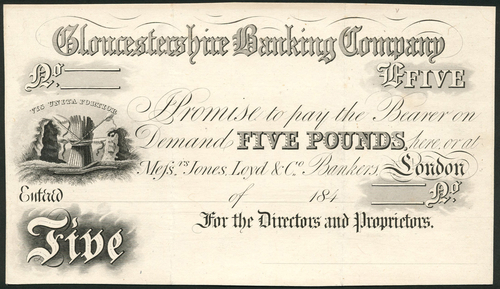 Gloucestershire Banking Company
No. £FIVE
VIS UNITA FORTIOR
Promise to pay the Bearer on
Demand FIVE POUNDS, here, or at
Messrs. Jones, Loyd & Co. Bankers, London
Entered of 184 No.
Five For the Directors and Proprietors.